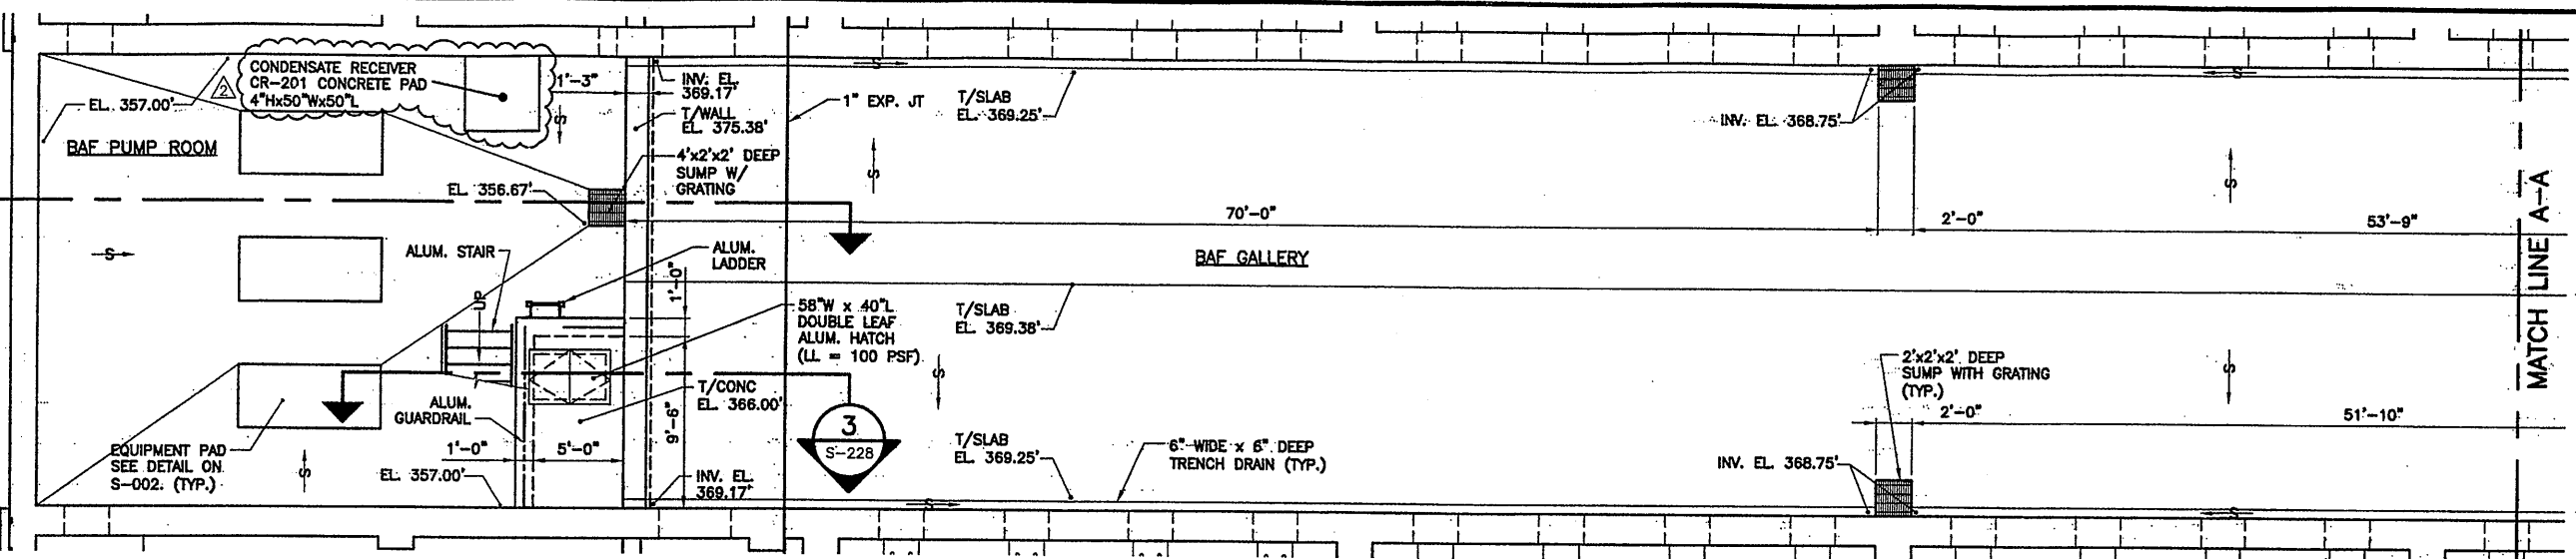 CONDENSATE RECEIVER
CR-201 CONCRETE PAD
4"Hx50"Wx50"L
2
EL. 357.00'
BAF PUMP ROOM
1'-3"
S
INV. EL.
369.17'
T/WALL
EL. 375.38'
4'x2'x2' DEEP
SUMP W/
GRATING
EL. 356.67'
1" EXP. JT
T/SLAB
EL. 369.25'
S
S
S
INV. EL. 368.75'
S
S
70'-0"
2'-0"
53'-9"
MATCH LINE A-A
BAF GALLERY
ALUM. STAIR
UP
ALUM.
LADDER
1'-0"
58"W x 40"L
DOUBLE LEAF
ALUM. HATCH
(LL = 100 PSF)
T/SLAB
EL. 369.38'
T/CONC
EL. 366.00'
9'-6"
ALUM.
GUARDRAIL
1'-0"
5'-0"
EQUIPMENT PAD
SEE DETAIL ON
S-002. (TYP.)
S
EL. 357.00'
INV. EL.
369.17'
3
S-228
S
T/SLAB
EL. 369.25'
6" WIDE x 6" DEEP
TRENCH DRAIN (TYP.)
S
2'x2'x2' DEEP
SUMP WITH GRATING
(TYP.)
2'-0"
51'-10"
S
INV. EL. 368.75'
S